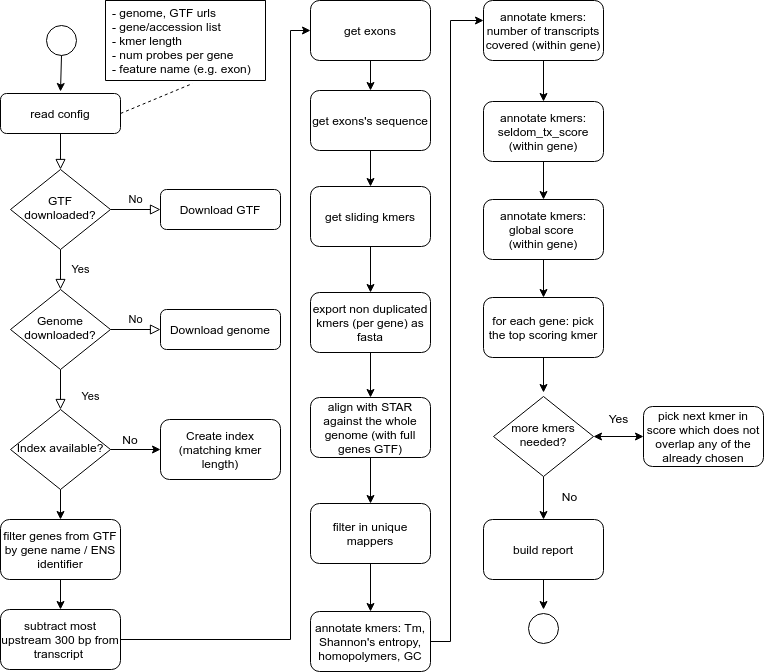 - genome, GTF urls
- gene/accession list
- kmer length
- num probes per gene
- feature name (e.g. exon)
read config
GTF
downloaded?
No
Download GTF
Yes
Genome
downloaded?
No
Download genome
Yes
Index available?
No
Create index
(matching kmer
length)
filter genes from GTF
by gene name / ENS
identifier
subtract most
upstream 300 bp from
transcript
get exons
get exons's sequence
get sliding kmers
export non duplicated
kmers (per gene) as
fasta
align with STAR
against the whole
genome (with full
genes GTF)
filter in unique
mappers
annotate kmers: Tm,
Shannon's entropy,
homopolymers, GC
annotate kmers:
number of transcripts
covered (within gene)
annotate kmers:
seldom_tx_score
(within gene)
annotate kmers:
global score
(within gene)
for each gene: pick
the top scoring kmer
more kmers
needed?
Yes
pick next kmer in
score which does not
overlap any of the
already chosen
No
build report